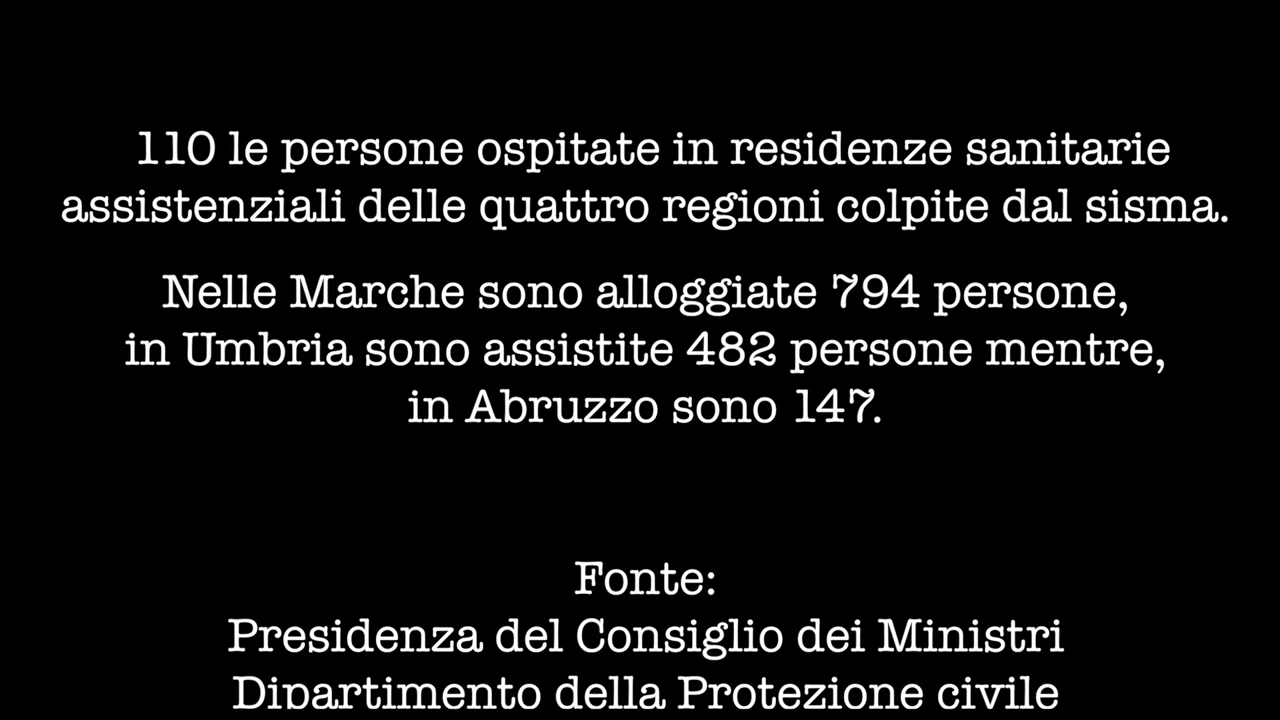 110 le persone ospitate in residenze sanitarie
assistenziali delle quattro regioni colpite dal sisma.
Nelle Marche sono alloggiate 794 persone,
in Umbria sono assistite 482 persone mentre,
in Abruzzo sono 147.
Fonte:
Presidenza del Consiglio dei Ministri
Dipartimento della Protezione civile